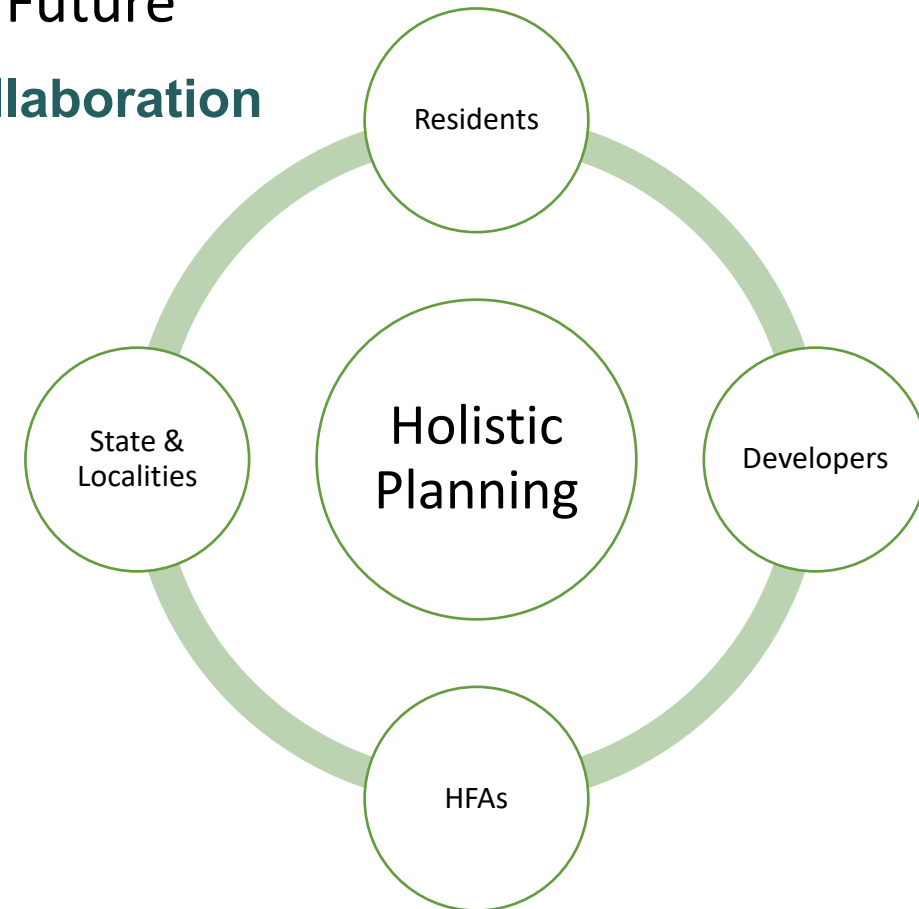 Future
llaboration
Residents
State &
Localities
Holistic
Planning
Developers
HFAs